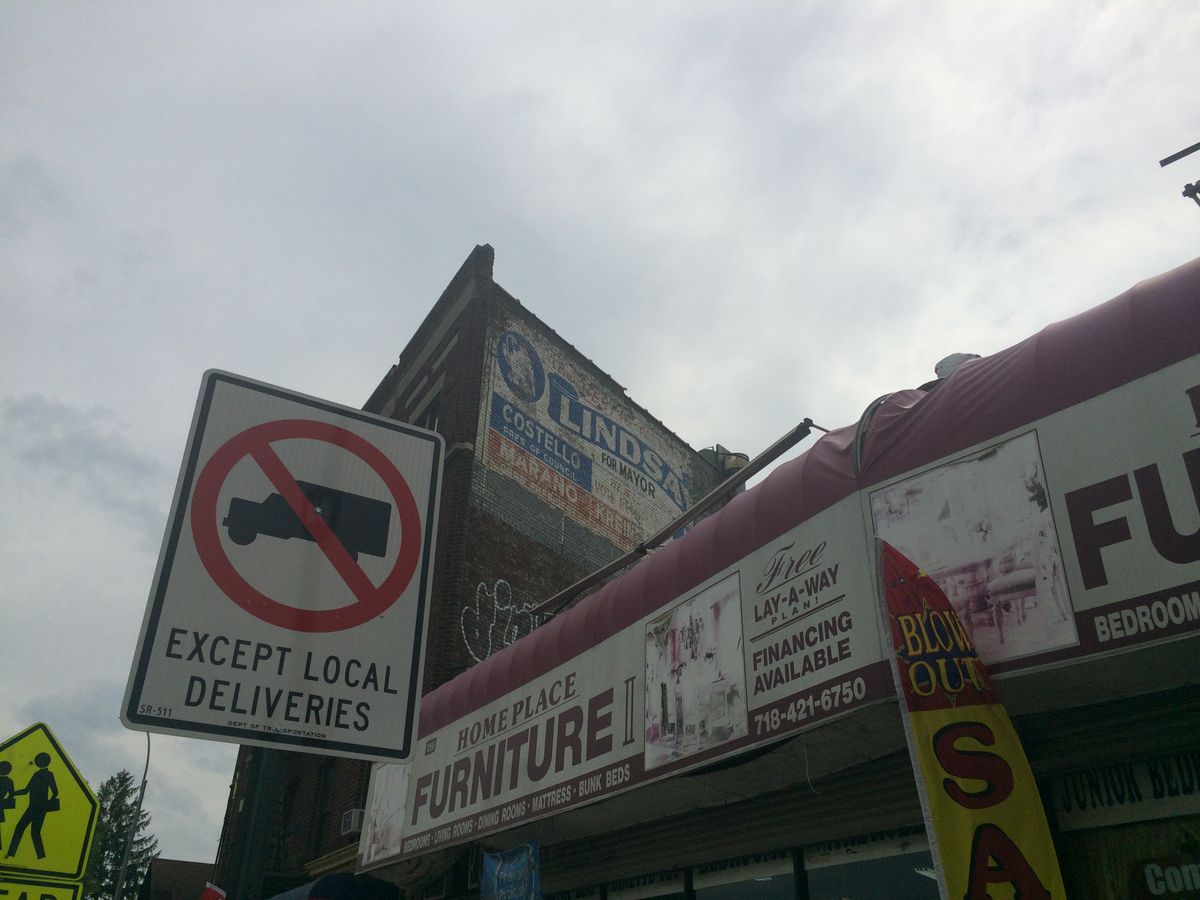 EXCEPT LOCAL
DELIVERIES
SR-511
DEPT OF TRANSPORTATION
LINDSA
FOR MAYOR
COSTELLO
PRES. OF COUNCIL
MARANO
HOME PLACE
FURNITURE II
BEDROOMS • LIVING ROOMS • DINING ROOMS • MATTRESS • BUNK BEDS
Free
LAY-A-WAY
PLAN!
FINANCING
AVAILABLE
718-421-6750
FU
BEDROOM
BLOW
OUT
SA
JUNIOR BED
Con